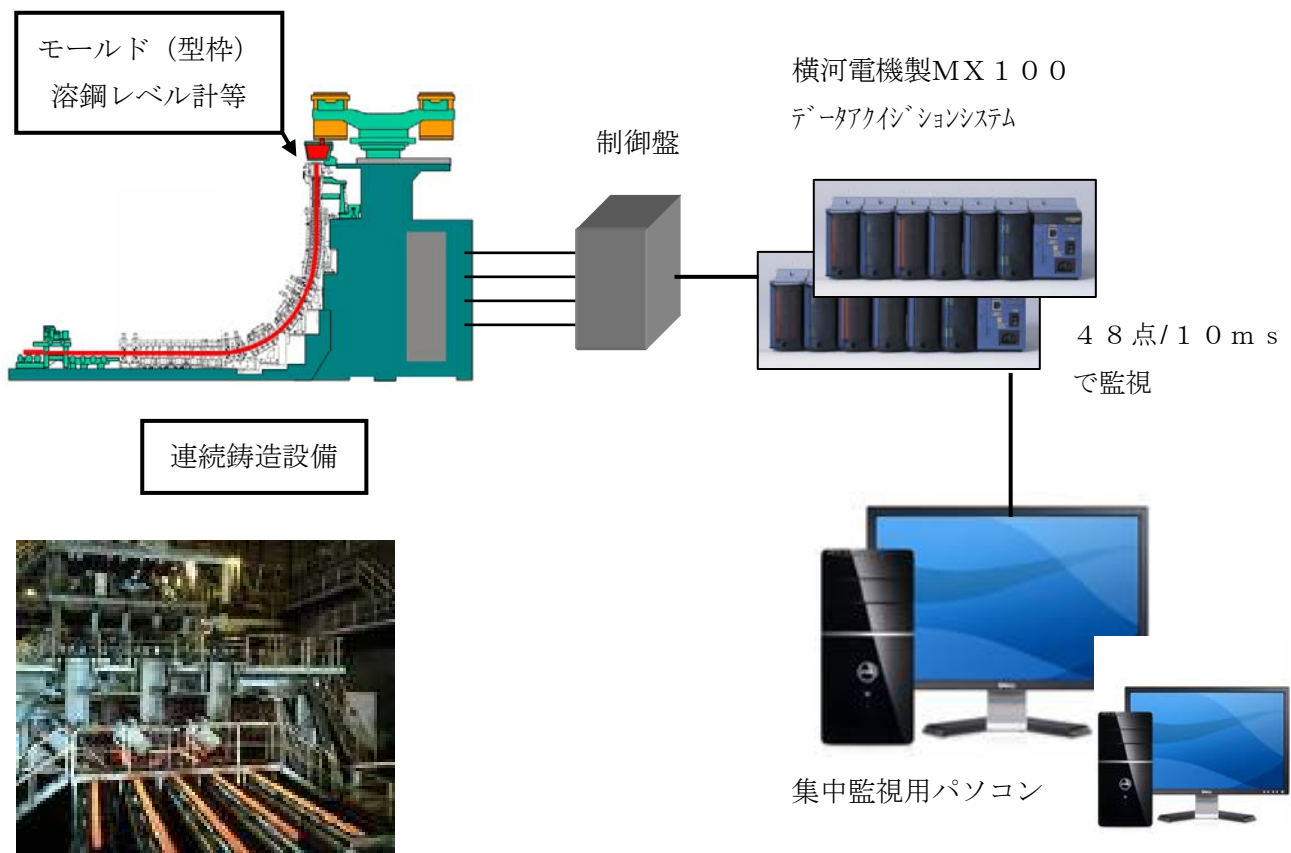 モールド（型枠）
溶鋼レベル計等
横河電機製ＭＸ１００
ﾃﾞｰﾀｱｸｲｼﾞｼｮﾝｼｽﾃﾑ
制御盤
４８点/１０ｍｓ
で監視
連続鋳造設備
集中監視用パソコン